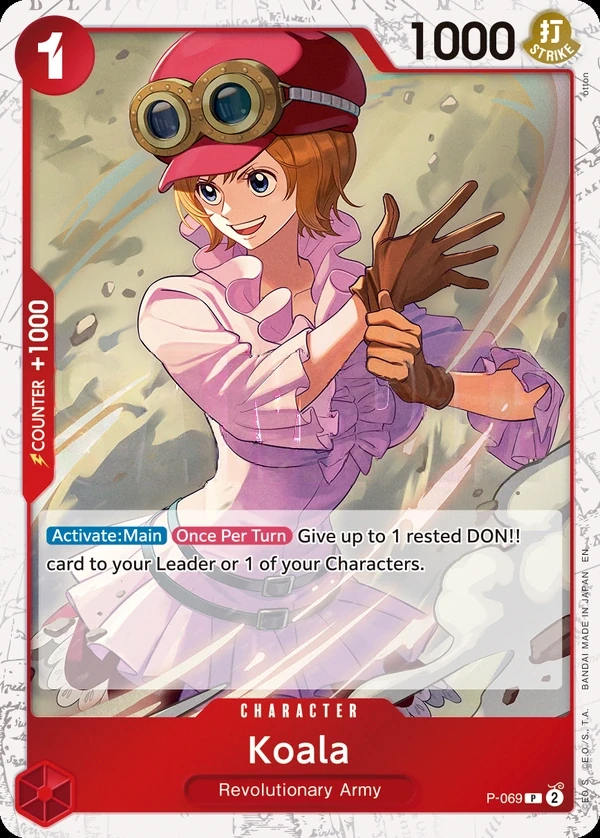 1
1000
打
STRIKE
otton
COUNTER +1000
Activate:Main Once Per Turn Give up to 1 rested DON!!
card to your Leader or 1 of your Characters.
CHARACTER
Koala
Revolutionary Army
P-069 P 2
BANDAI MADE IN JAPAN EN